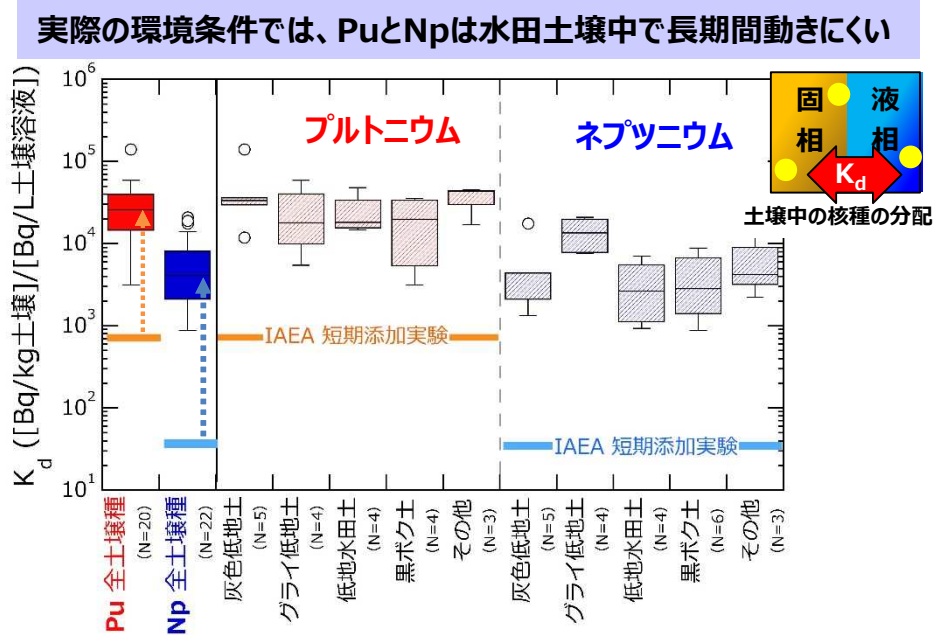 実際の環境条件では、PuとNpは水田土壌中で長期間動きにくい
Kd ([Bq/kg土壌]/[Bq/L土壌溶液])
10^6
10^5
10^4
10^3
10^2
10^1
プルトニウム
ネプツニウム
固相
液相
Kd
土壌中の核種の分配
IAEA 短期添加実験
IAEA 短期添加実験
Pu 全土壌種 (N=20)
Np 全土壌種 (N=22)
灰色低地土 (N=5)
グライ低地土 (N=4)
低地水田土 (N=4)
黒ボク土 (N=4)
その他 (N=3)
灰色低地土 (N=5)
グライ低地土 (N=4)
低地水田土 (N=4)
黒ボク土 (N=6)
その他 (N=3)